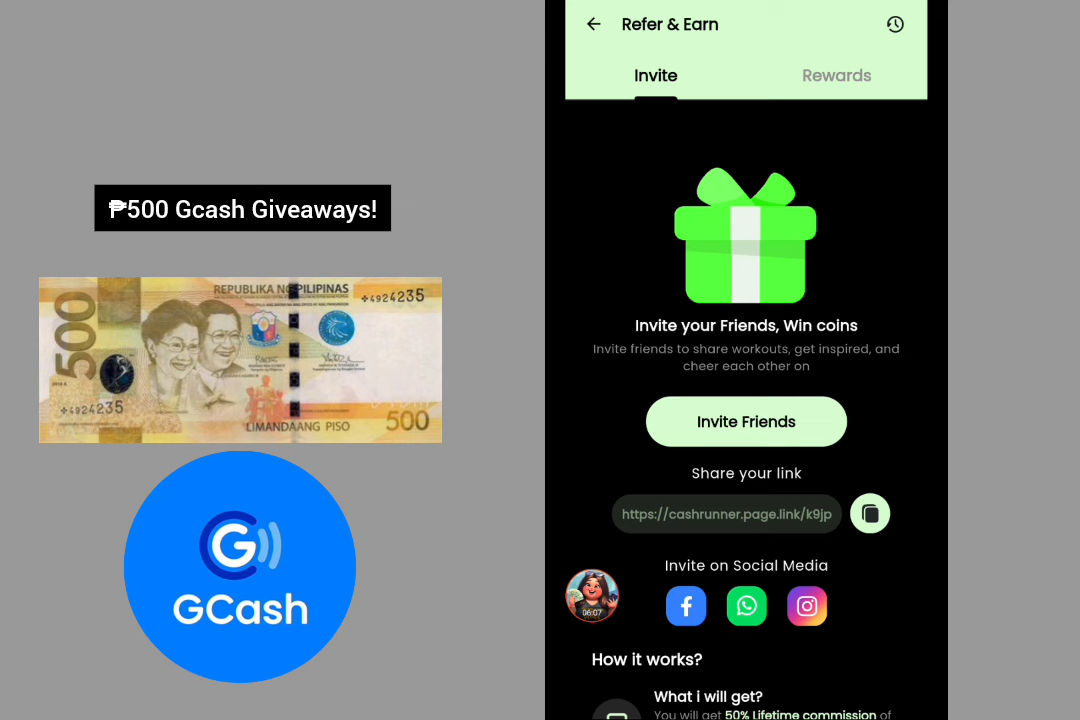 ₱500 Gcash Giveaways!
REPUBLIKA NG PILIPINAS
4924235
500
4924235
LIMANDAANG PISO
500
G
GCash
Refer & Earn
Invite
Rewards
Invite your Friends, Win coins
Invite friends to share workouts, get inspired, and
cheer each other on
Invite Friends
Share your link
https://cashrunner.page.link/k9jp
Invite on Social Media
06:07
How it works?
What i will get?
You will get 50% Lifetime commission of